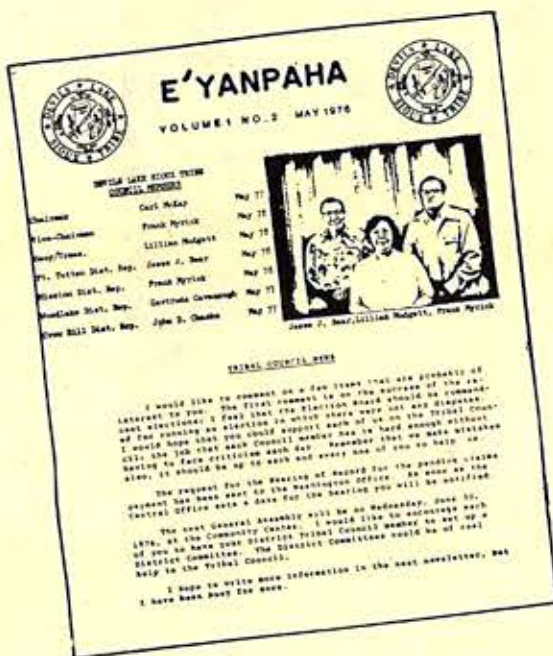 DEVILS LAKE
SIOUX TRIBE
E'YANPAHA
VOLUME 1 NO. 2 MAY 1976
DEVILS LAKE
SIOUX TRIBE
DEVILS LAKE SIOUX TRIBE
COUNCIL MEMBERS
Chairman Carl McKay May 77
Vice-Chairman Frank Myrick May 78
Secy/Treas. Lillian Mudgett May 78
Ft. Totten Dist. Rep. Jesse J. Bear May 78
Mission Dist. Rep. Frank Myrick May 78
Woodlake Dist. Rep. Gertrude Cavanaugh May 77
Crow Hill Dist. Rep. John D. Chaske May 77
Jesse J. Bear, Lillian Mudgett, Frank Myrick
TRIBAL COUNCIL NEWS
I would like to comment on a few items that are probably of
interest to you. The first comment is on the success of the re-
cent elections; I feel that the Election Board should be commend-
ed for running an election in which there were not any disputes.
I would hope that you could support each of us on the Tribal Coun-
cil; the job that each Council member has is hard enough without
having to face criticism each day. Remember that we make mistakes
also, it should be up to each and every one of you to help us
The request for the Hearing of Record for the pending claims
payment has been sent to the Washington Office. As soon as the
Central Office sets a date for the hearing you will be notified
The next General Assembly will be on Wednesday, June 30,
1976, at the Community Center. I would like to encourage each
of you to have your District Tribal Council member to set up a
District Committee. The District Committees would be of real
help to the Tribal Council.
I hope to write more information in the next newsletter, but
I have been busy for now.